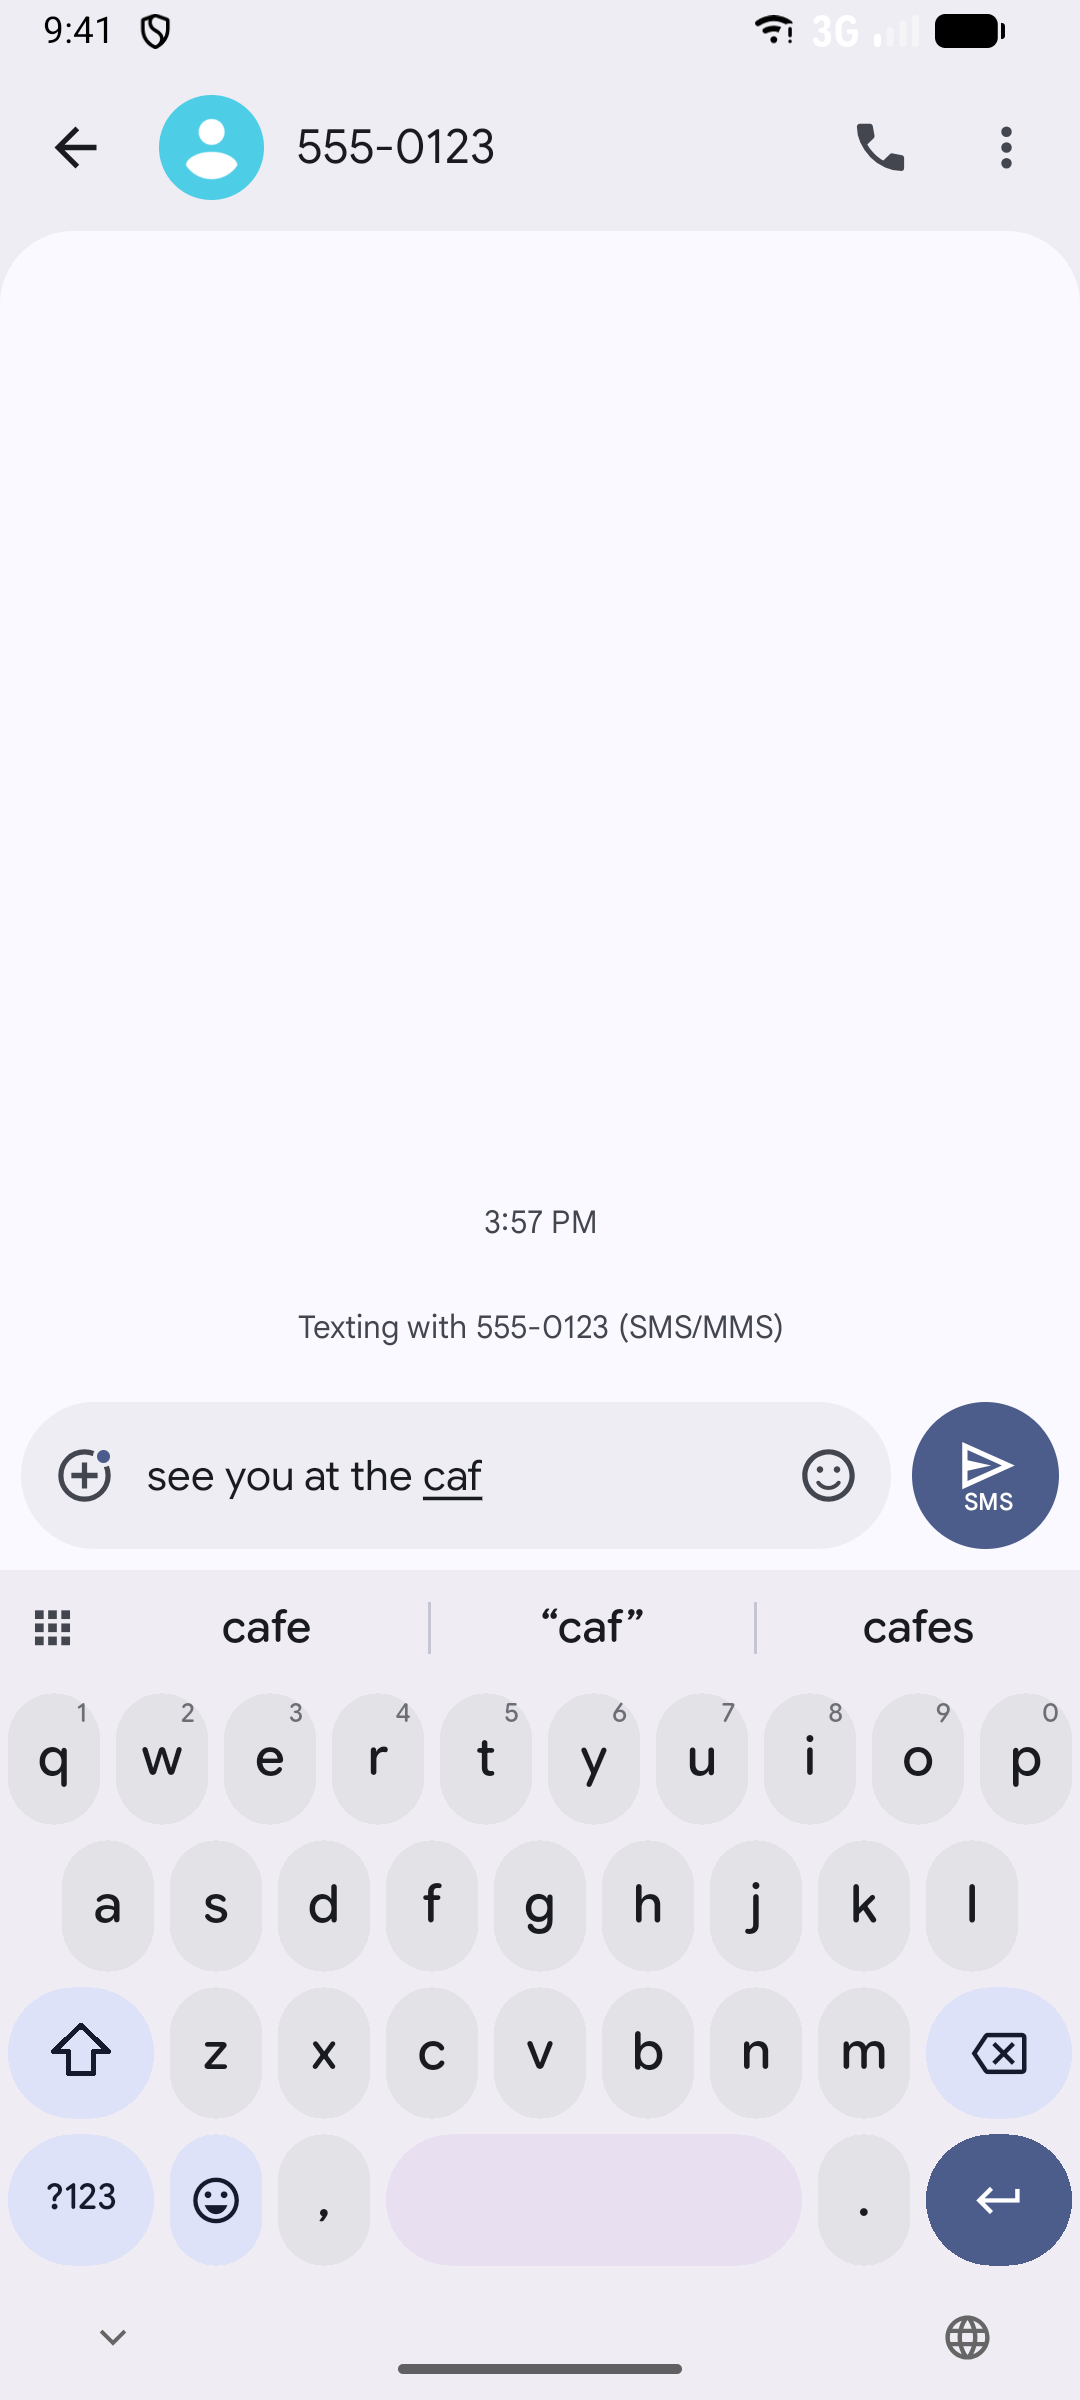 9:41
3G
555-0123
3:57 PM
Texting with 555-0123 (SMS/MMS)
see you at the caf
SMS
cafe “caf” cafes
1 2 3 4 5 6 7 8 9 0
q w e r t y u i o p
a s d f g h j k l
z x c v b n m
?123 , .